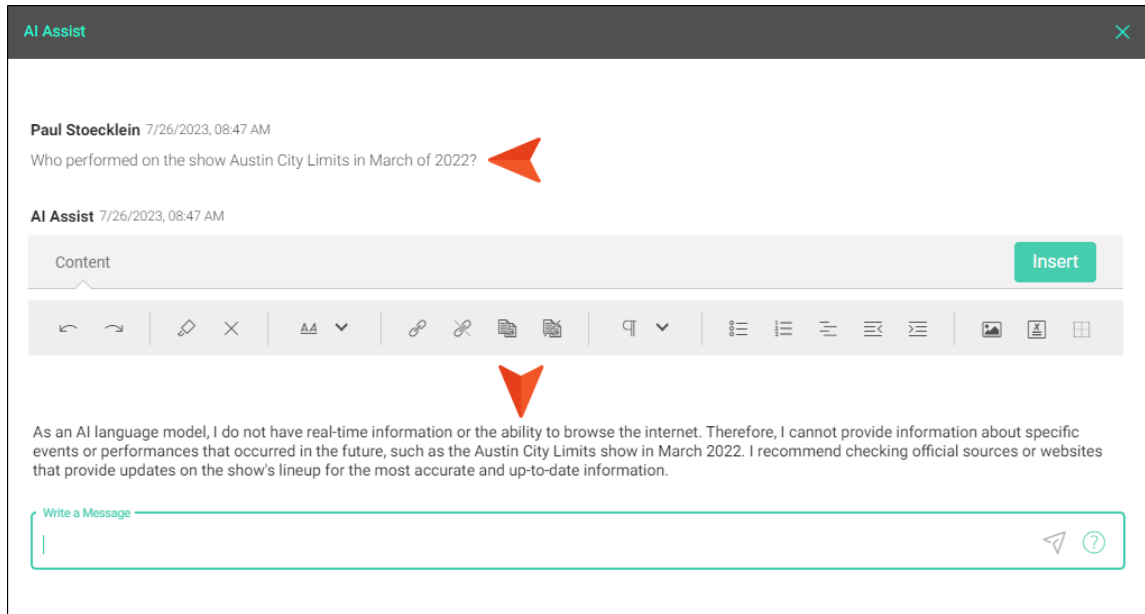 AI Assist
Paul Stoecklein 7/26/2023, 08:47 AM
Who performed on the show Austin City Limits in March of 2022?
AI Assist 7/26/2023, 08:47 AM
Content
Insert
As an AI language model, I do not have real-time information or the ability to browse the internet. Therefore, I cannot provide information about specific
events or performances that occurred in the future, such as the Austin City Limits show in March 2022. I recommend checking official sources or websites
that provide updates on the show's lineup for the most accurate and up-to-date information.
Write a Message